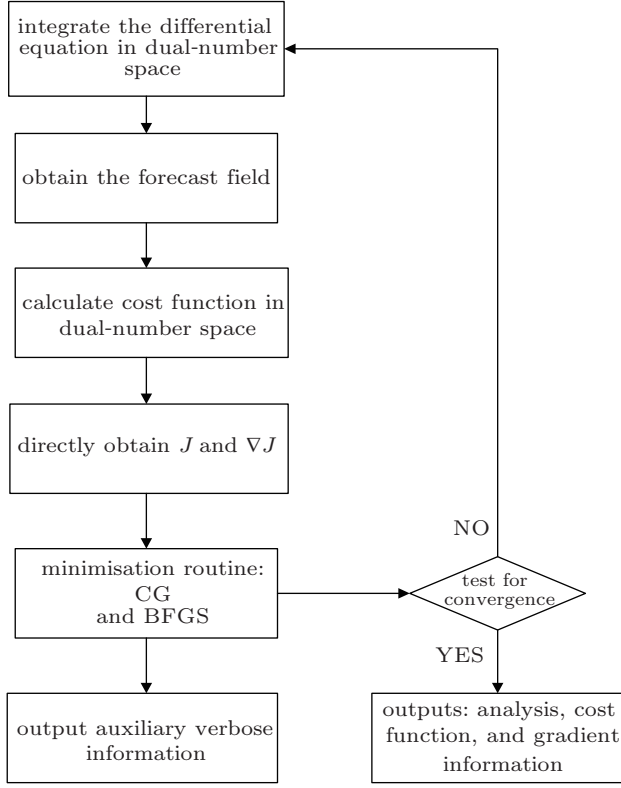 integrate the differential
equation in dual-number
space
obtain the forecast field
calculate cost function in
dual-number space
directly obtain J and ∇J
NO
minimisation routine:
CG
and BFGS
test for
convergence
YES
output auxiliary verbose
information
outputs: analysis, cost
function, and gradient
information